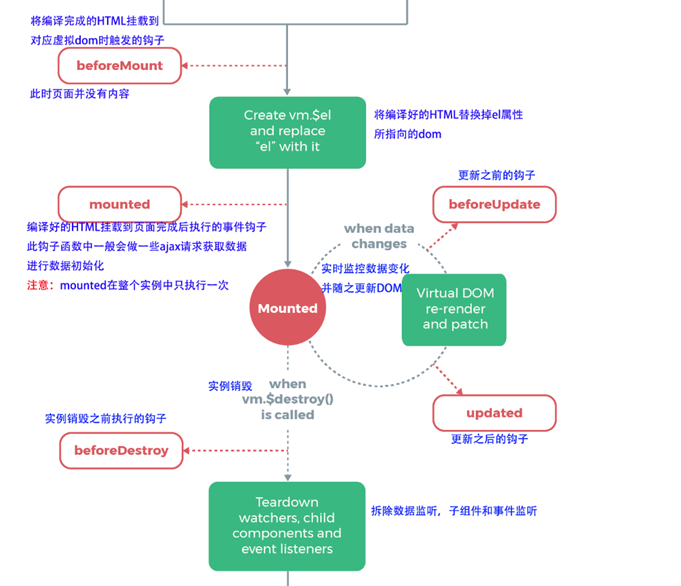 将编译完成的HTML挂载到
对应虚拟dom时触发的钩子
beforeMount
此时页面并没有内容
Create vm.$el
and replace
"el" with it
将编译好的HTML替换掉el属性
所指向的dom
mounted
编译好的HTML挂载到页面完成后执行的事件钩子
此钩子函数中一般会做一些ajax请求获取数据
进行数据初始化
注意：mounted在整个实例中只执行一次
更新之前的钩子
beforeUpdate
when data
changes
实时监控数据变化
并随之更新DOM
Mounted
Virtual DOM
re-render
and patch
updated
更新之后的钩子
实例销毁
when
vm.$destroy()
is called
实例销毁之前执行的钩子
beforeDestroy
Teardown
watchers, child
components and
event listeners
拆除数据监听，子组件和事件监听